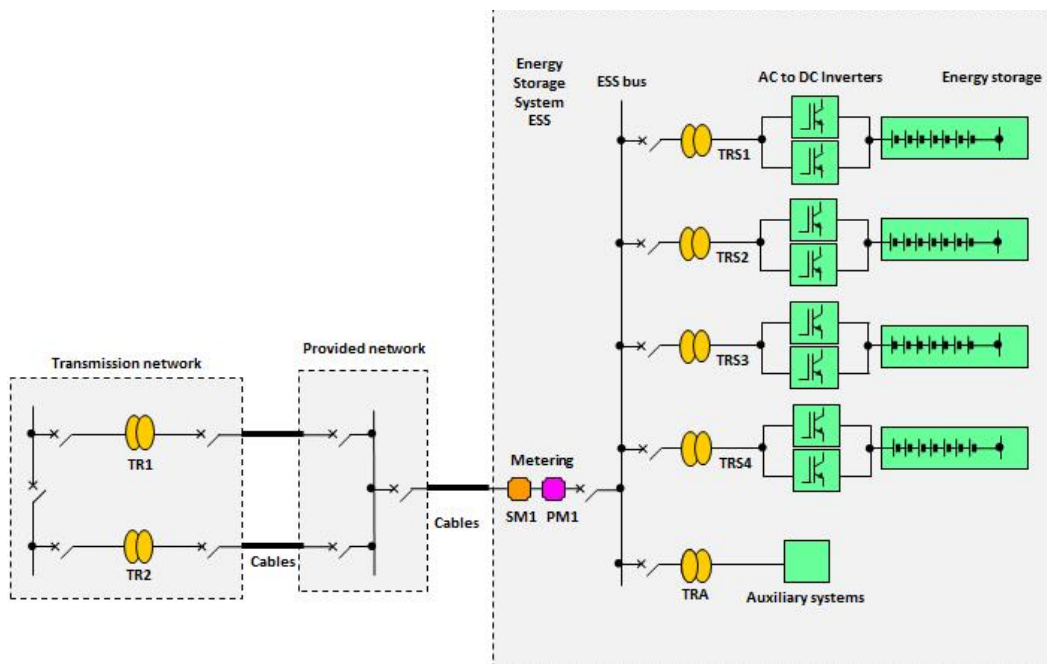 Energy
Storage
System
ESS
ESS bus
AC to DC Inverters
Energy storage
TRS1
TRS2
TRS3
TRS4
Transmission network
Provided network
TR1
TR2
Cables
Cables
Metering
SM1
PM1
TRA
Auxiliary systems